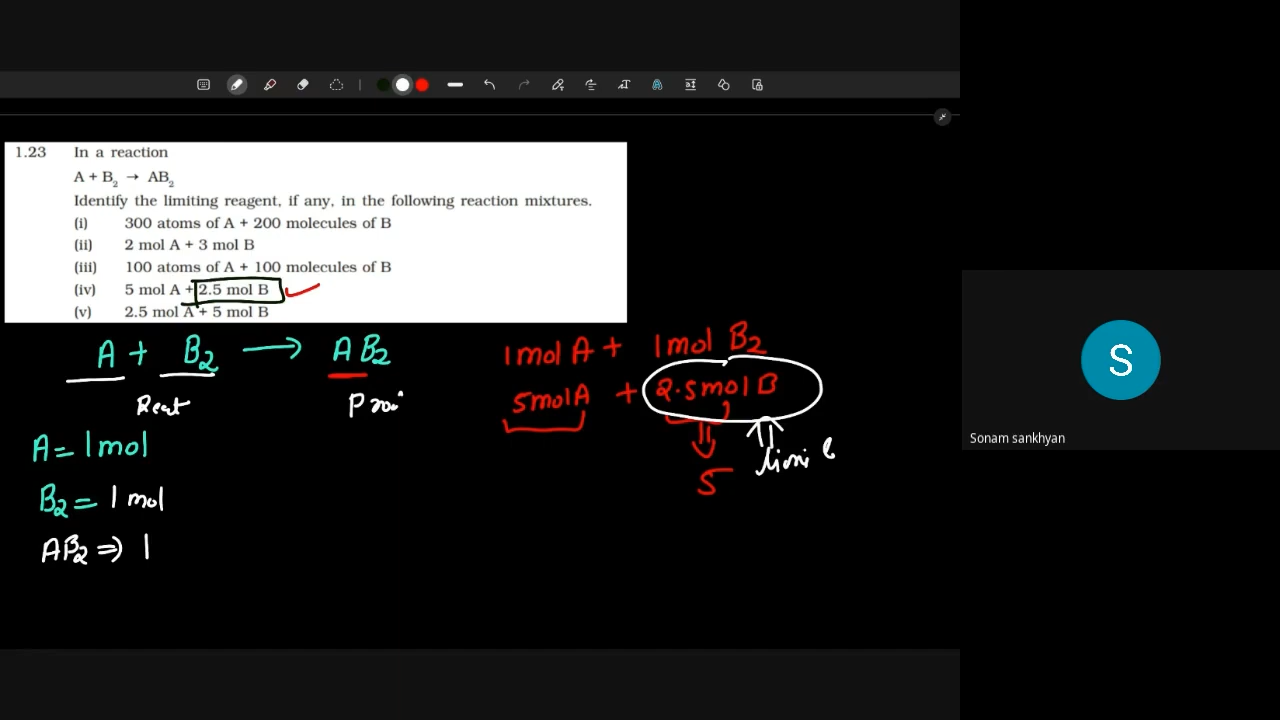 1.23 In a reaction
A + B2 → AB2
Identify the limiting reagent, if any, in the following reaction mixtures.
(i) 300 atoms of A + 200 molecules of B
(ii) 2 mol A + 3 mol B
(iii) 100 atoms of A + 100 molecules of B
(iv) 5 mol A + 2.5 mol B
(v) 2.5 mol A + 5 mol B
A + B2 → AB2
Reat
A = 1 mol
B2 = 1 mol
AB2 ⇒ 1
1 mol A + 1 mol B2
5 mol A + 2.5 mol B
5
S
Sonam sankhyan